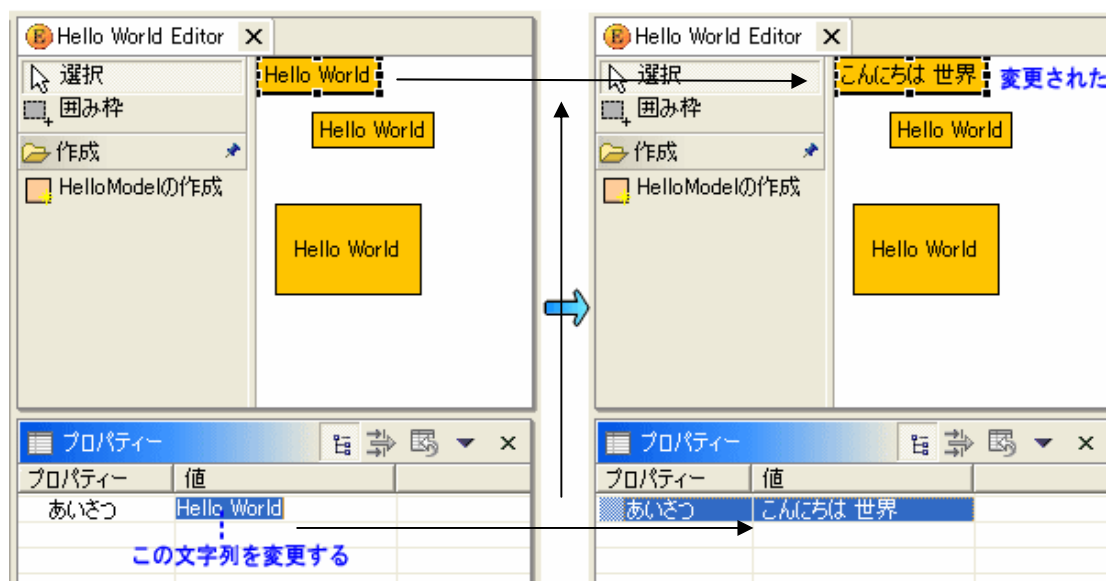 Hello World Editor
選択
囲み枠
作成
HelloModelの作成
Hello World
Hello World
Hello World
プロパティー
プロパティー 値
あいさつ Hello World
この文字列を変更する
Hello World Editor
選択
囲み枠
作成
HelloModelの作成
こんにちは 世界 変更された
Hello World
Hello World
プロパティー
プロパティー 値
あいさつ こんにちは 世界